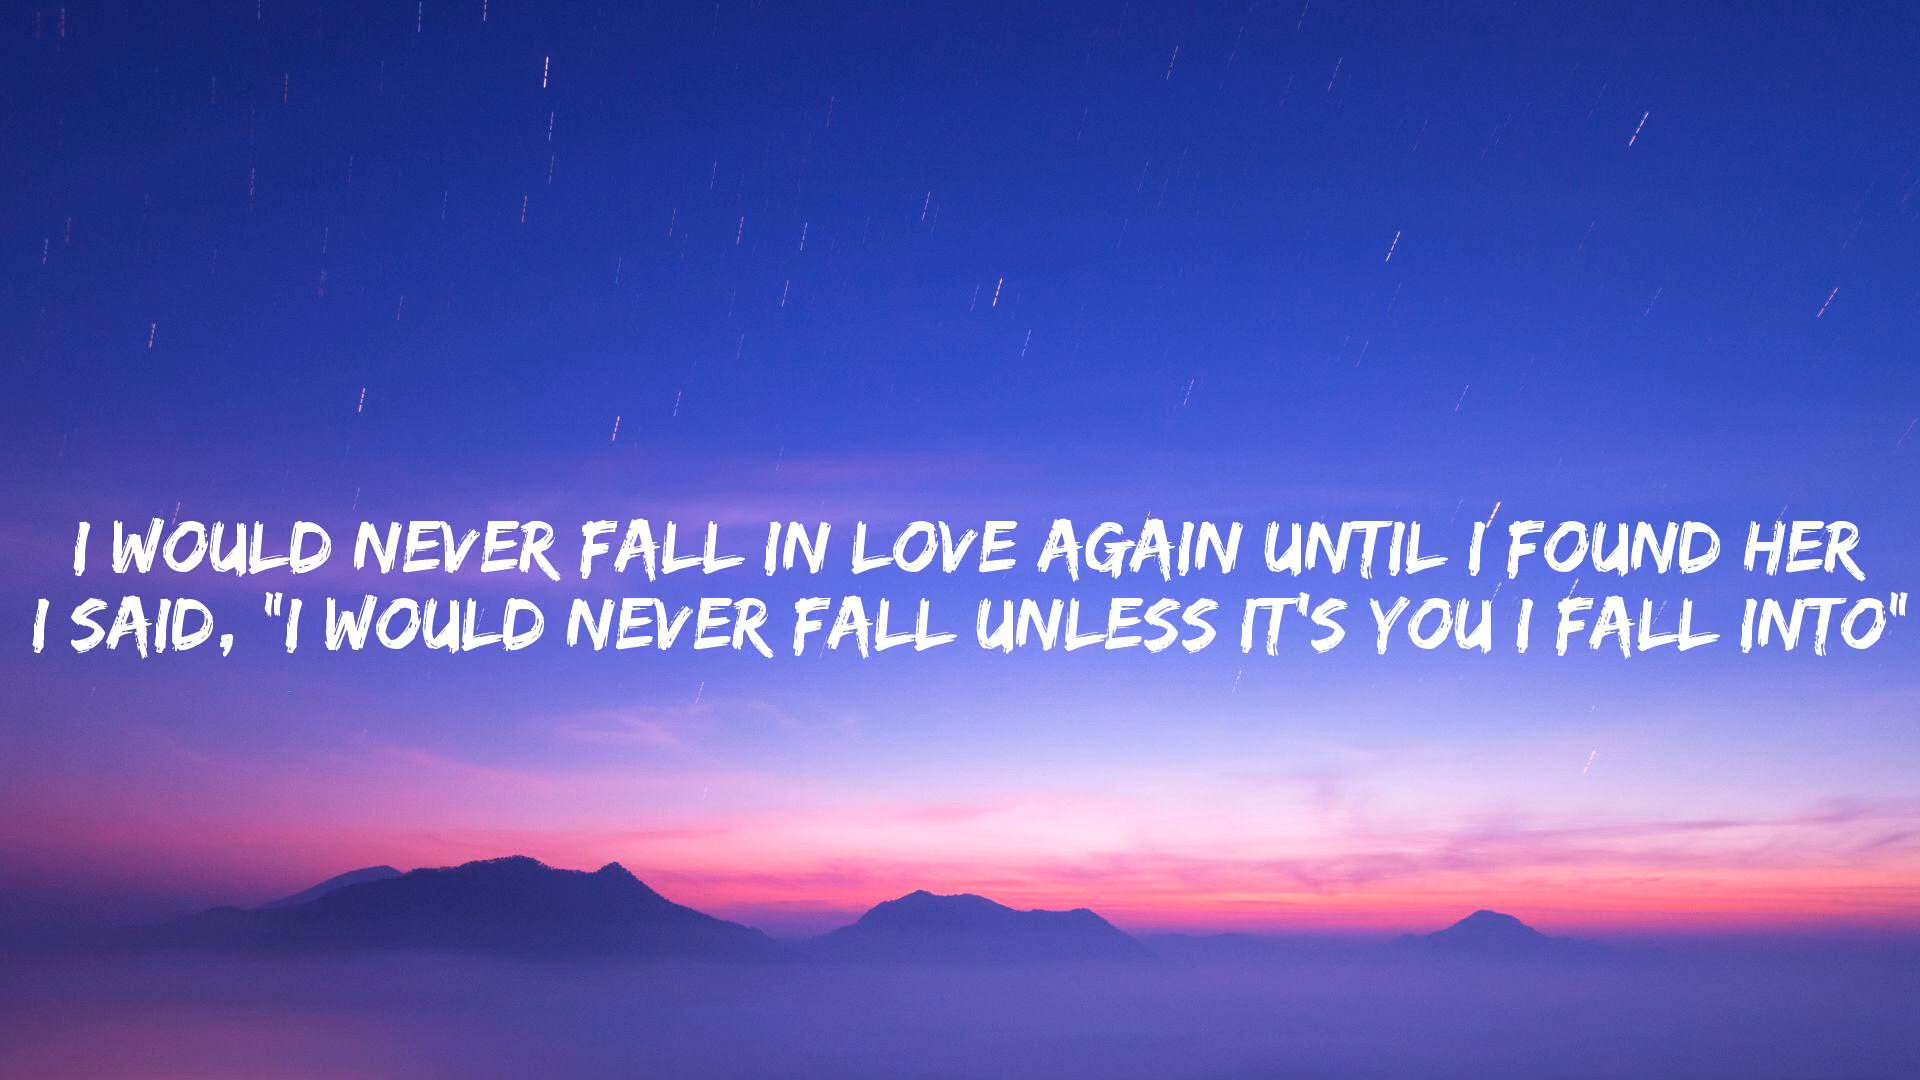 I WOULD NEVER FALL IN LOVE AGAIN UNTIL I FOUND HER
I SAID, "I WOULD NEVER FALL UNLESS IT'S YOU I FALL INTO"